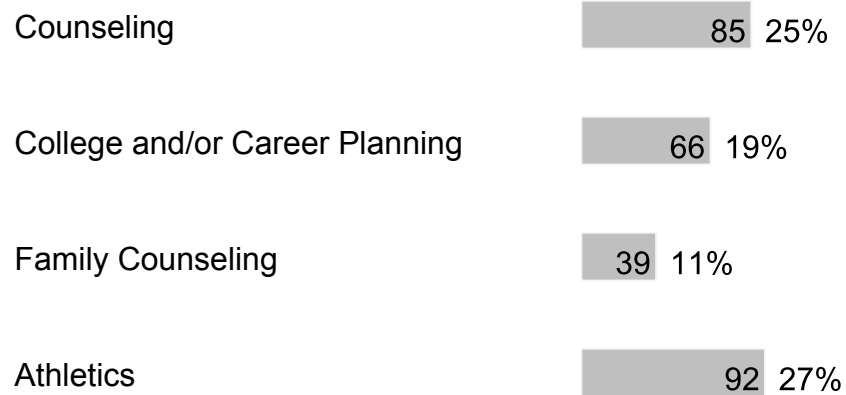 Counseling 85 25%
College and/or Career Planning 66 19%
Family Counseling 39 11%
Athletics 92 27%